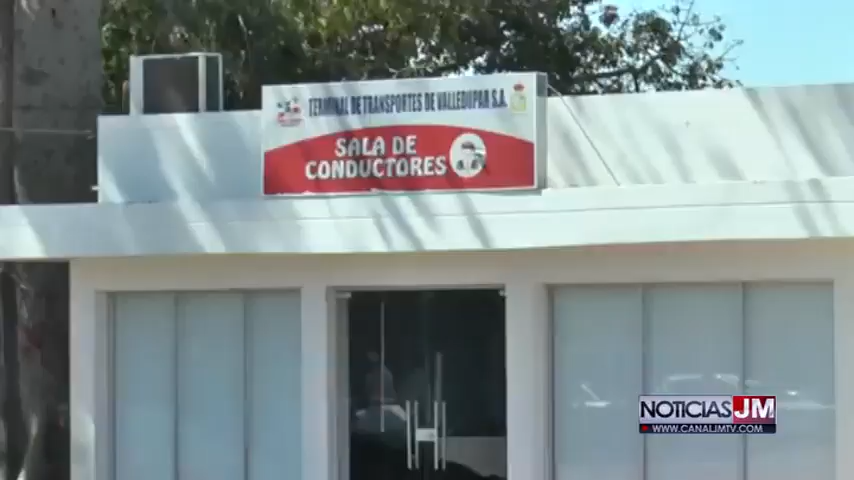 TERMINAL DE TRANSPORTES DE VALLEDUPAR S.A.
SALA DE
CONDUCTORES
NOTICIAS JM
WWW.CANALJMTV.COM